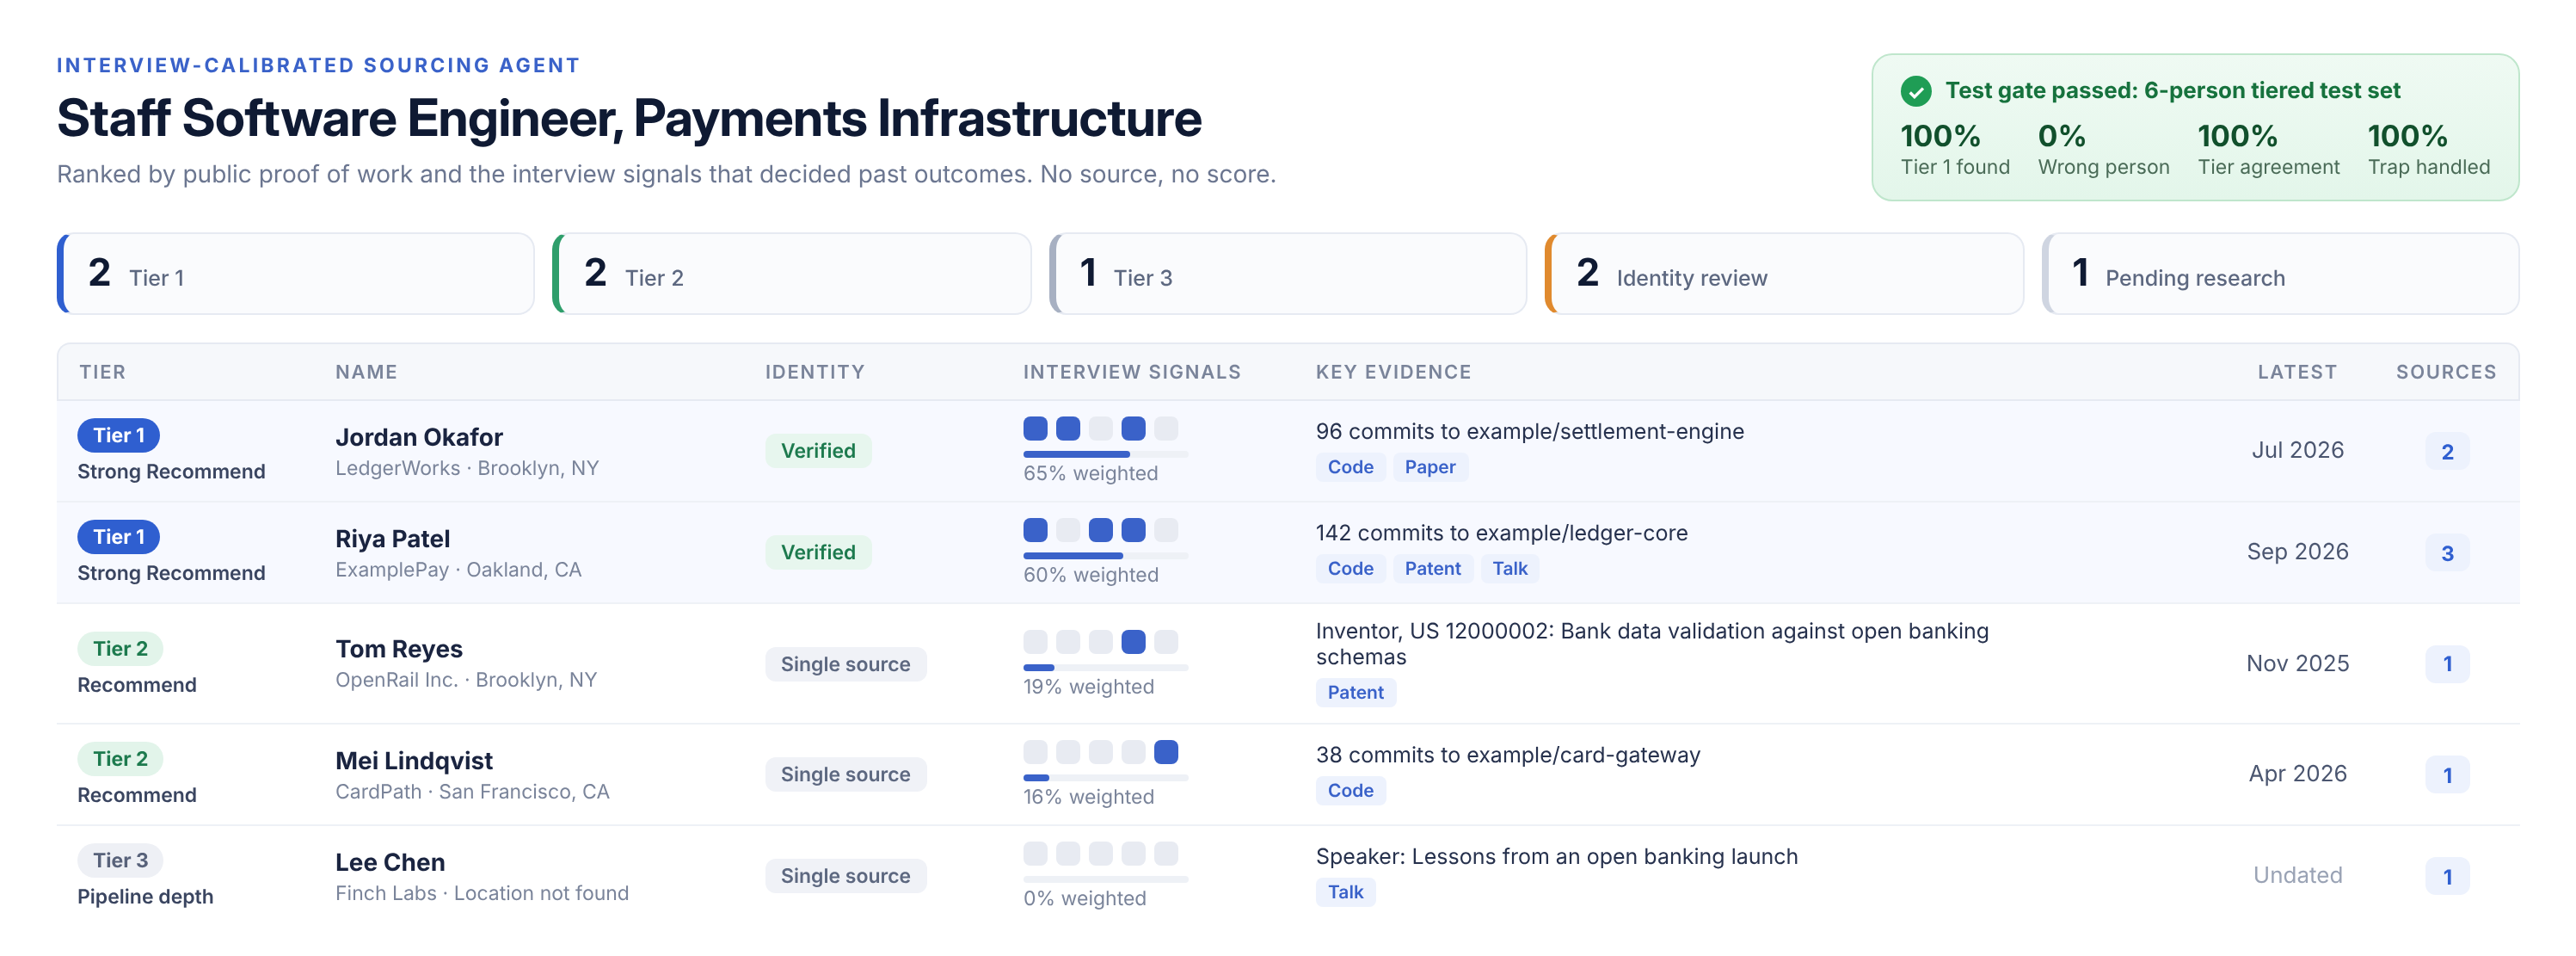 INTERVIEW-CALIBRATED SOURCING AGENT
Staff Software Engineer, Payments Infrastructure
Ranked by public proof of work and the interview signals that decided past outcomes. No source, no score.
Test gate passed: 6-person tiered test set
100% 0% 100% 100%
Tier 1 found Wrong person Tier agreement Trap handled
2 Tier 1
2 Tier 2
1 Tier 3
2 Identity review
1 Pending research
TIER NAME IDENTITY INTERVIEW SIGNALS KEY EVIDENCE LATEST SOURCES
Tier 1
Strong Recommend
Jordan Okafor
LedgerWorks · Brooklyn, NY
Verified
65% weighted
96 commits to example/settlement-engine
Code Paper
Jul 2026
2
Tier 1
Strong Recommend
Riya Patel
ExamplePay · Oakland, CA
Verified
60% weighted
142 commits to example/ledger-core
Code Patent Talk
Sep 2026
3
Tier 2
Recommend
Tom Reyes
OpenRail Inc. · Brooklyn, NY
Single source
19% weighted
Inventor, US 12000002: Bank data validation against open banking
schemas
Patent
Nov 2025
1
Tier 2
Recommend
Mei Lindqvist
CardPath · San Francisco, CA
Single source
16% weighted
38 commits to example/card-gateway
Code
Apr 2026
1
Tier 3
Pipeline depth
Lee Chen
Finch Labs · Location not found
Single source
0% weighted
Speaker: Lessons from an open banking launch
Talk
Undated
1